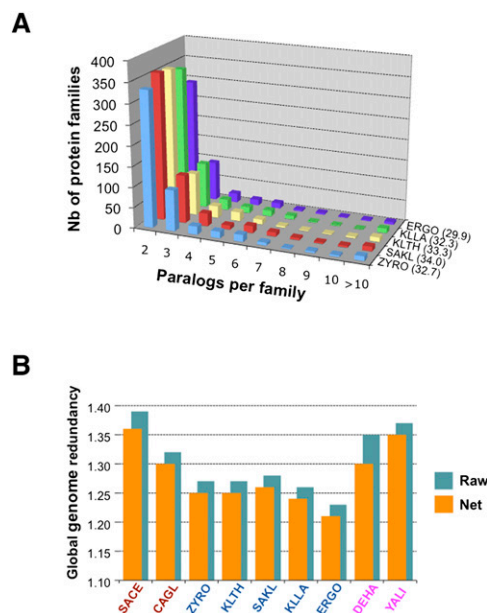 A
Nb of protein families
400
350
300
250
200
150
100
50
0
2 3 4 5 6 7 8 9 10 >10
Paralogs per family
ERGO (29.9)
KLLA (32.3)
KLTH (33.3)
SAKL (34.0)
ZYRO (32.7)
B
Global genome redundancy
1.40
1.35
1.30
1.25
1.20
1.15
1.10
SACE CAGL ZYRO KLTH SAKL KLLA ERGO DEHA YALI
Raw
Net